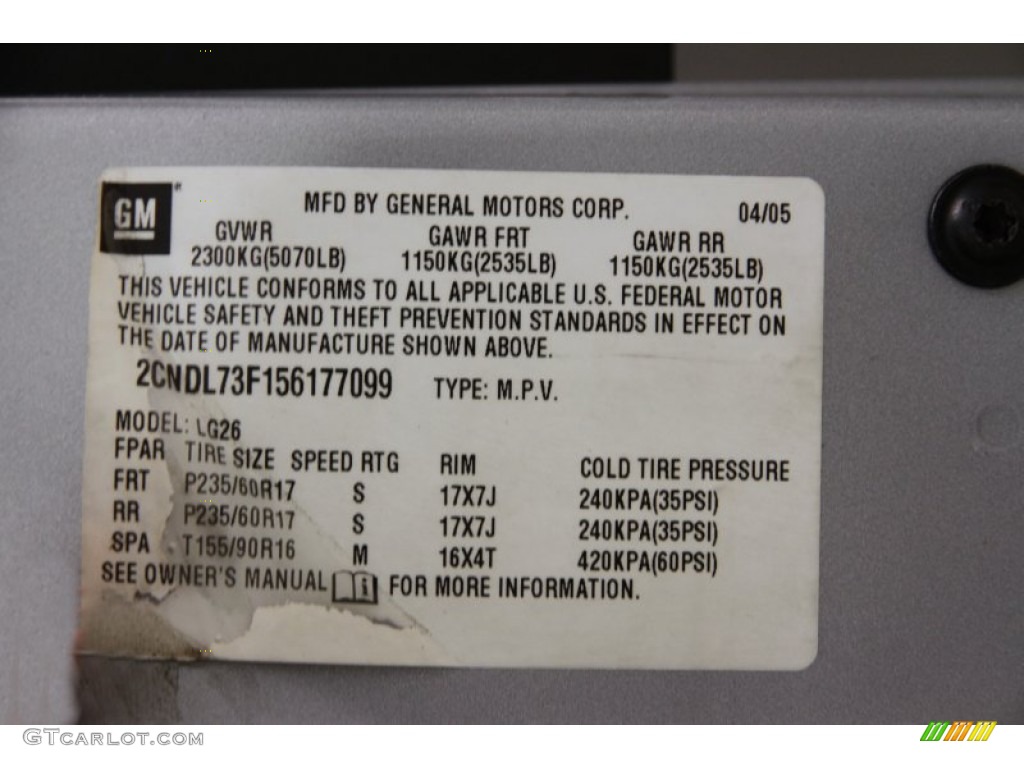 GM
MFD BY GENERAL MOTORS CORP. 04/05
GVWR GAWR FRT GAWR RR
2300KG(5070LB) 1150KG(2535LB) 1150KG(2535LB)
THIS VEHICLE CONFORMS TO ALL APPLICABLE U.S. FEDERAL MOTOR
VEHICLE SAFETY AND THEFT PREVENTION STANDARDS IN EFFECT ON
THE DATE OF MANUFACTURE SHOWN ABOVE.
2CNDL73F156177099 TYPE: M.P.V.
MODEL: LG26
FPAR TIRE SIZE SPEED RTG RIM COLD TIRE PRESSURE
FRT P235/60R17 S 17X7J 240KPA(35PSI)
RR P235/60R17 S 17X7J 240KPA(35PSI)
SPA T155/90R16 M 16X4T 420KPA(60PSI)
SEE OWNER'S MANUAL FOR MORE INFORMATION.
GTCARLOT.COM